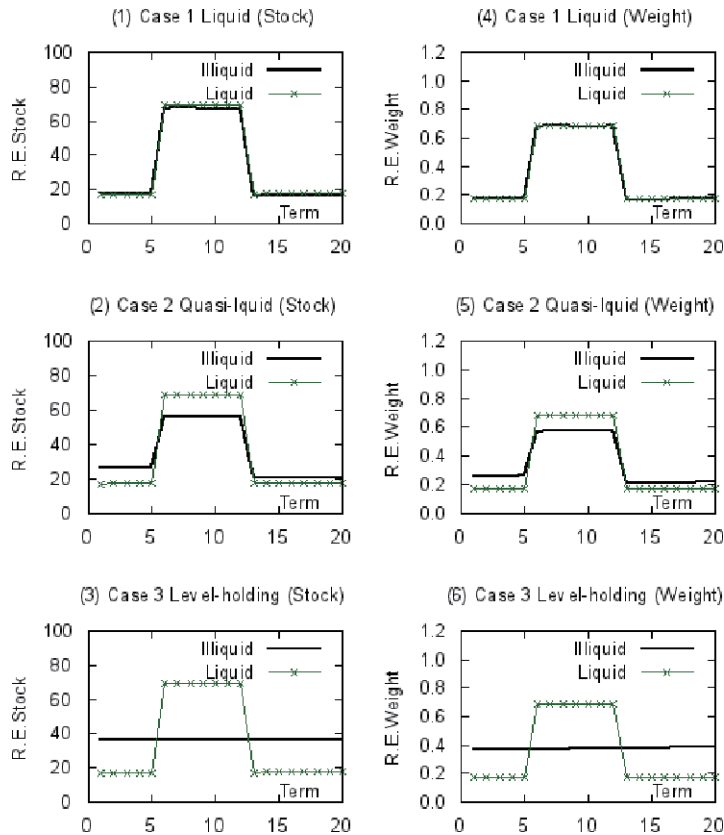 (1) Case 1 Liquid (Stock)
R.E.Stock
100
80
60
40
20
0
Illiquid
Liquid
Term
0 5 10 15 20
(4) Case 1 Liquid (Weight)
R.E.Weight
1.2
1.0
0.8
0.6
0.4
0.2
0.0
Illiquid
Liquid
Term
0 5 10 15 20
(2) Case 2 Quasi-lquid (Stock)
R.E.Stock
100
80
60
40
20
0
Illiquid
Liquid
Term
0 5 10 15 20
(5) Case 2 Quasi-lquid (Weight)
R.E.Weight
1.2
1.0
0.8
0.6
0.4
0.2
0.0
Illiquid
Liquid
Term
0 5 10 15 20
(3) Case 3 Level-holding (Stock)
R.E.Stock
100
80
60
40
20
0
Illiquid
Liquid
Term
0 5 10 15 20
(6) Case 3 Level-holding (Weight)
R.E.Weight
1.2
1.0
0.8
0.6
0.4
0.2
0.0
Illiquid
Liquid
Term
0 5 10 15 20